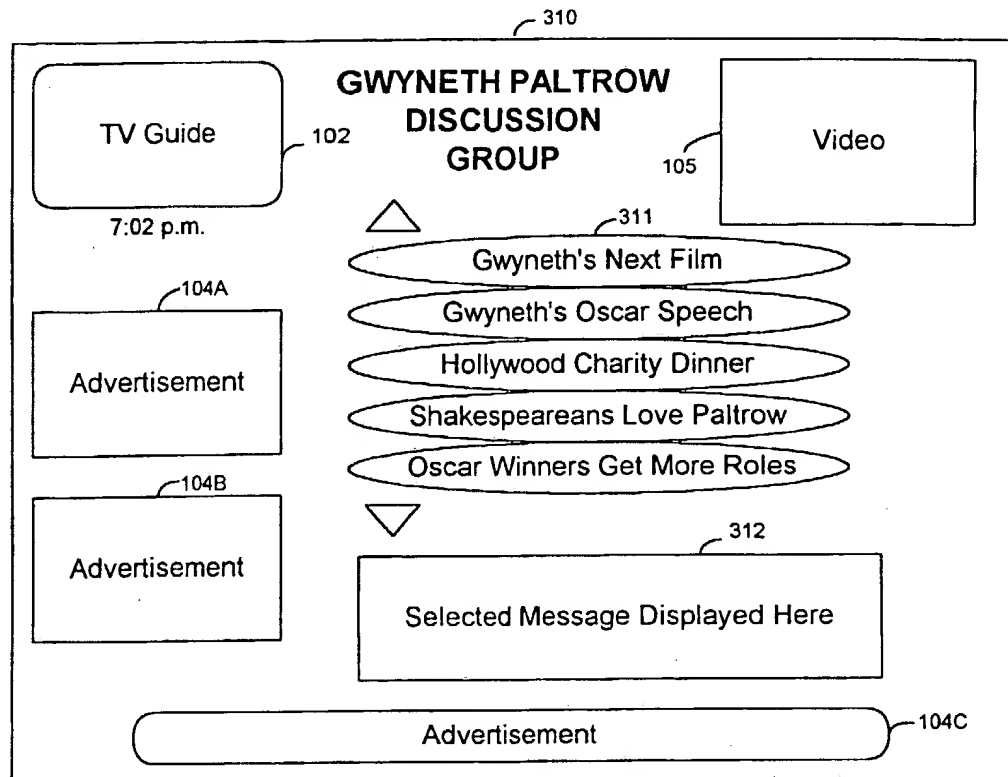 310
GWYNETH PALTROW
DISCUSSION
GROUP
TV Guide
102
7:02 p.m.
105
Video
311
Gwyneth's Next Film
Gwyneth's Oscar Speech
Hollywood Charity Dinner
Shakespeareans Love Paltrow
Oscar Winners Get More Roles
104A
Advertisement
104B
Advertisement
312
Selected Message Displayed Here
Advertisement
104C